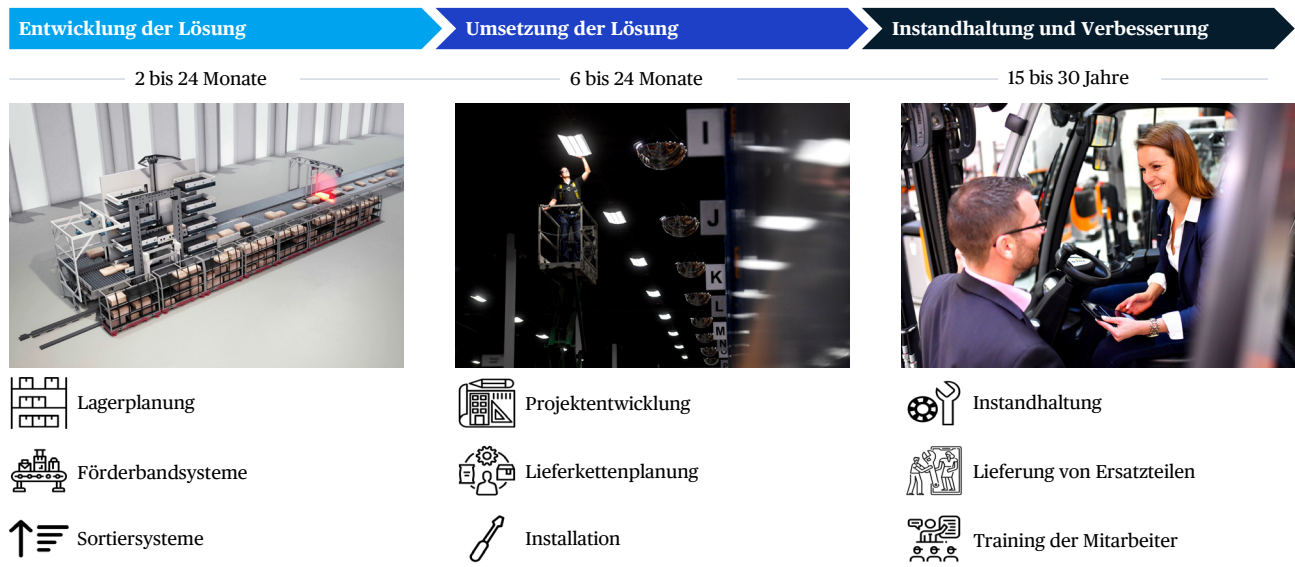 Entwicklung der Lösung
Umsetzung der Lösung
Instandhaltung und Verbesserung
2 bis 24 Monate
6 bis 24 Monate
15 bis 30 Jahre
I
J
K
L
M
N
Lagerplanung
Projektentwicklung
Instandhaltung
Förderbandsysteme
Lieferkettenplanung
Lieferung von Ersatzteilen
Sortiersysteme
Installation
Training der Mitarbeiter